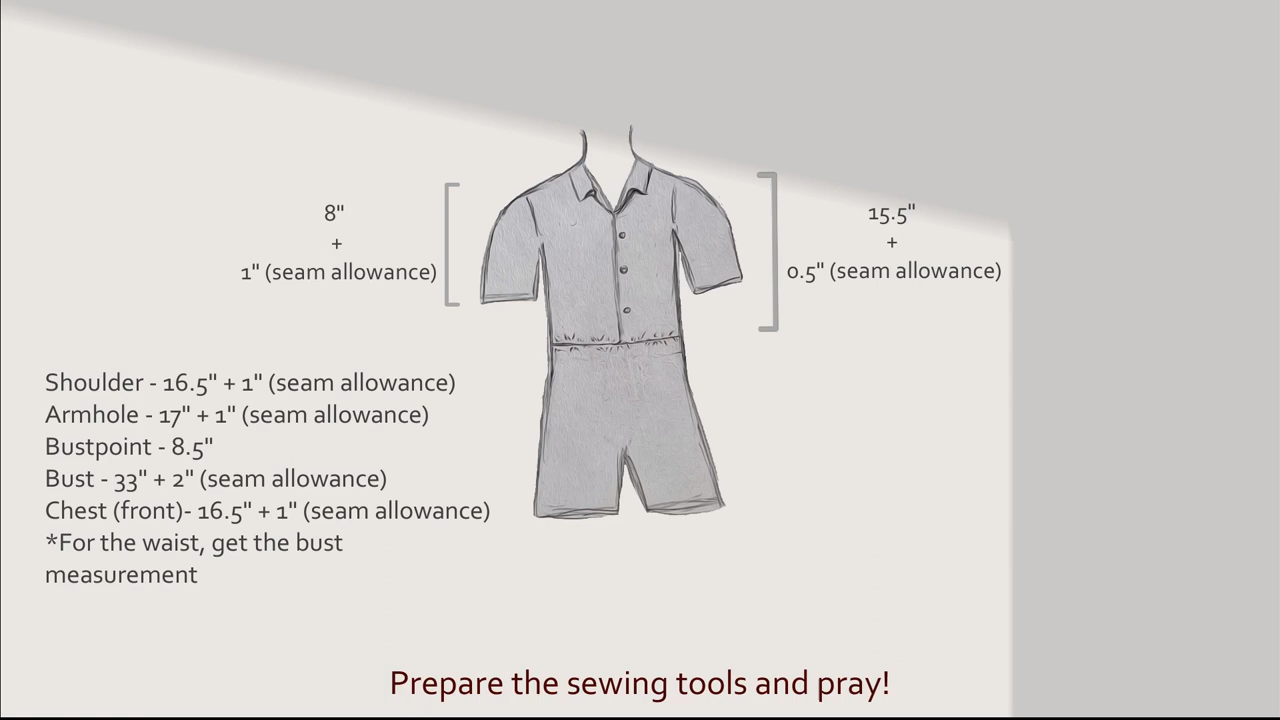 8"
+
1" (seam allowance)
15.5"
+
0.5" (seam allowance)
Shoulder - 16.5" + 1" (seam allowance)
Armhole - 17" + 1" (seam allowance)
Bustpoint - 8.5"
Bust - 33" + 2" (seam allowance)
Chest (front)- 16.5" + 1" (seam allowance)
*For the waist, get the bust
measurement
Prepare the sewing tools and pray!